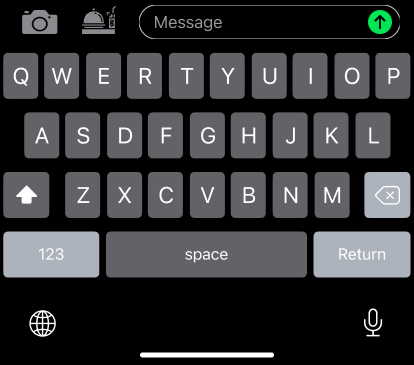 Message
Q W E R T Y U I O P
A S D F G H J K L
Z X C V B N M
123 space Return